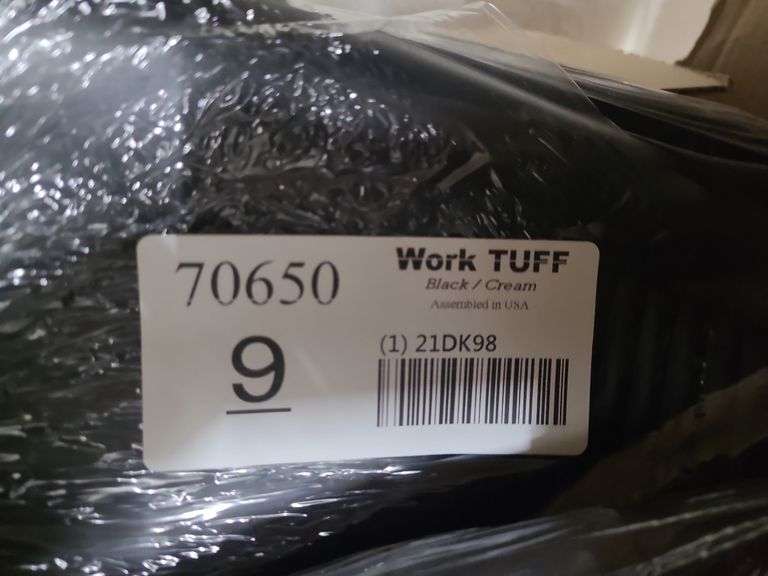 70650
9
Work TUFF
Black / Cream
Assembled in USA
(1) 21DK98